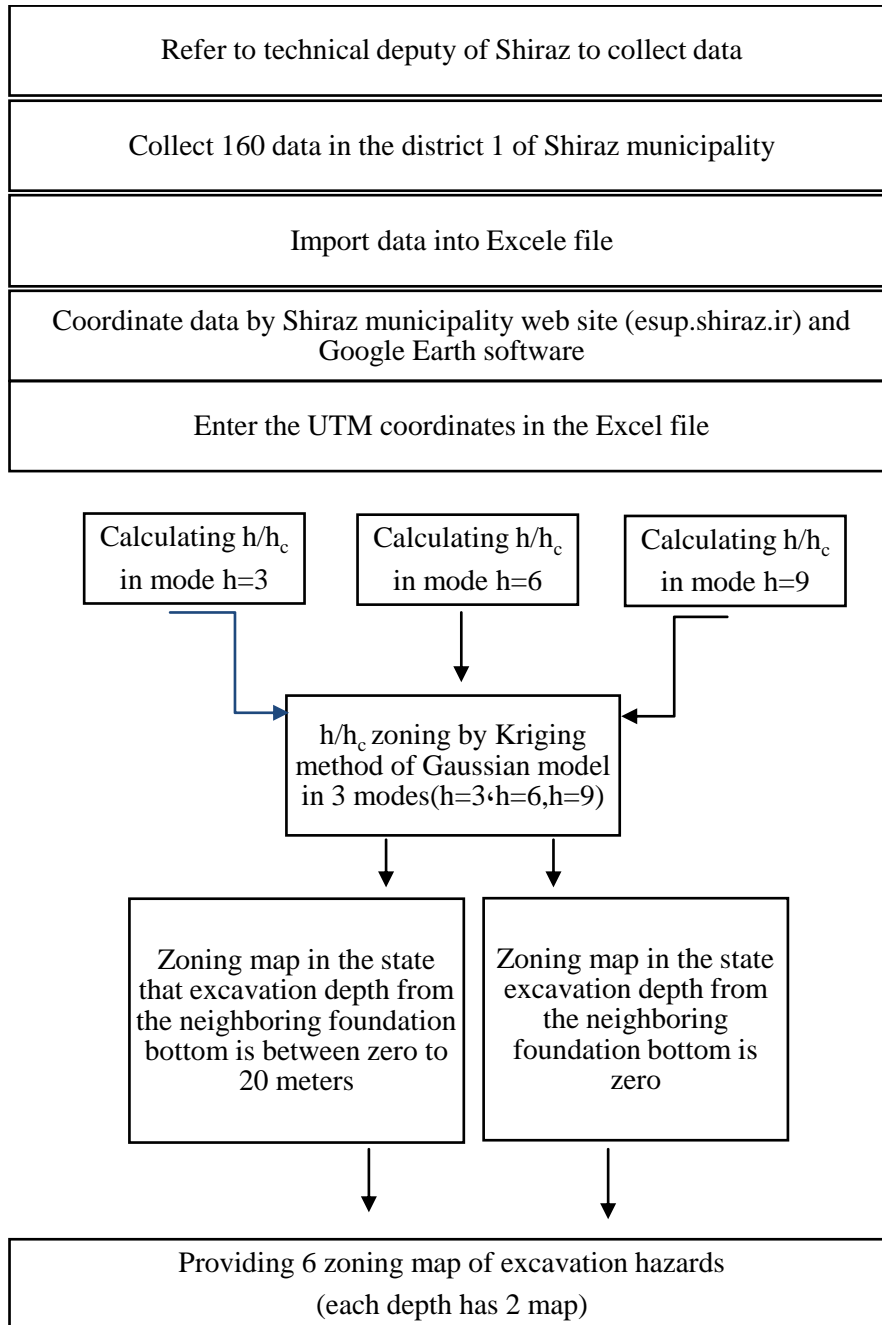 Refer to technical deputy of Shiraz to collect data
Collect 160 data in the district 1 of Shiraz municipality
Import data into Excele file
Coordinate data by Shiraz municipality web site (esup.shiraz.ir) and
Google Earth software
Enter the UTM coordinates in the Excel file
Calculating h/hc
in mode h=3
Calculating h/hc
in mode h=6
Calculating h/hc
in mode h=9
h/hc zoning by Kriging
method of Gaussian model
in 3 modes(h=3،h=6,h=9)
Zoning map in the state
that excavation depth from
the neighboring foundation
bottom is between zero to
20 meters
Zoning map in the state
excavation depth from
the neighboring
foundation bottom is
zero
Providing 6 zoning map of excavation hazards
(each depth has 2 map)